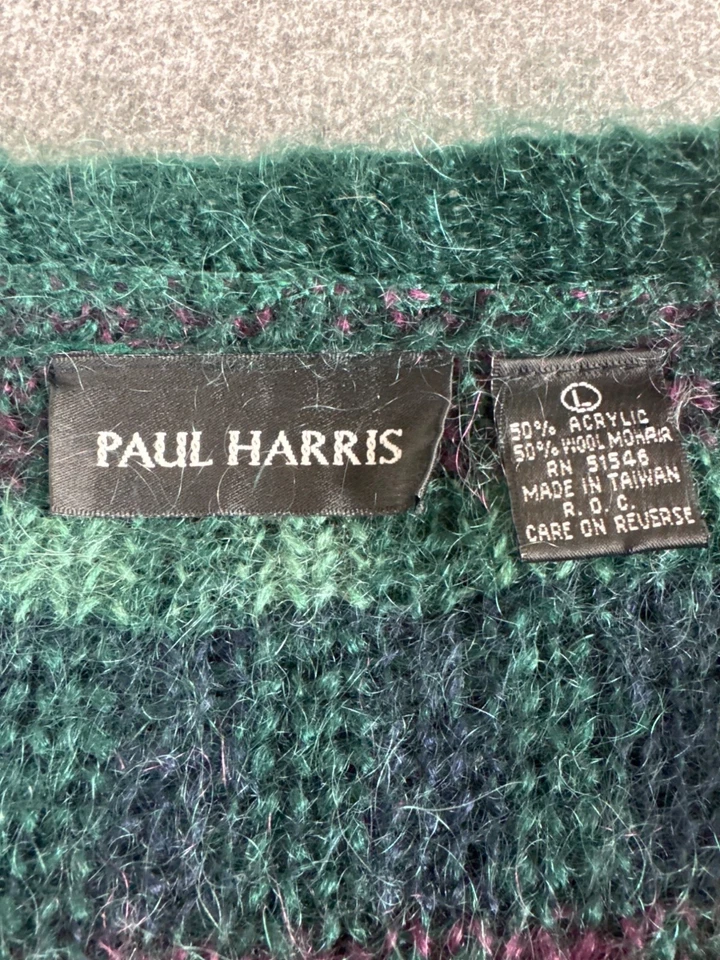 PAUL HARRIS
L
50% ACRYLIC
50% WOOL MOHAIR
RN 51546
MADE IN TAIWAN
R. O. C.
CARE ON REVERSE